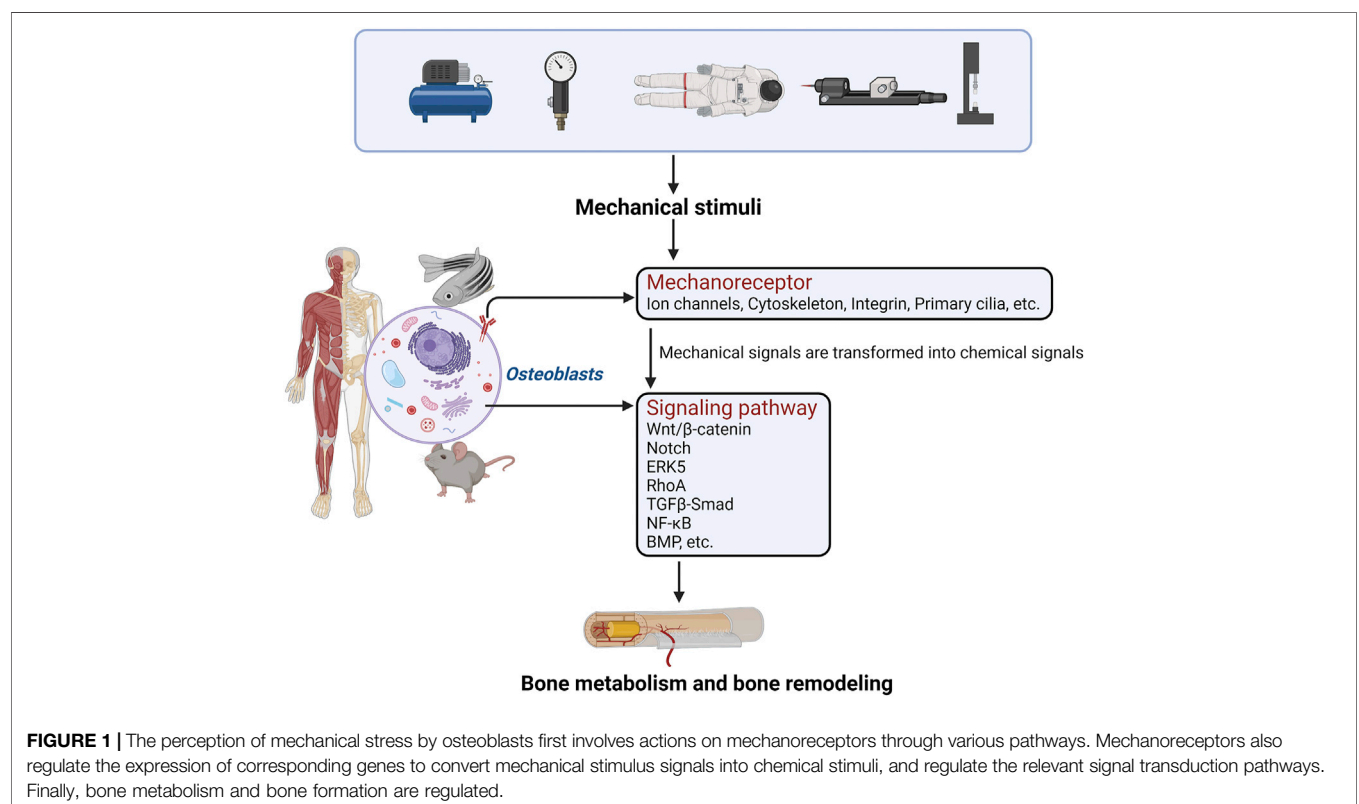 Mechanical stimuli
Mechanoreceptor
Ion channels, Cytoskeleton, Integrin, Primary cilia, etc.
Mechanical signals are transformed into chemical signals
Osteoblasts
Signaling pathway
Wnt/β-catenin
Notch
ERK5
RhoA
TGFβ-Smad
NF-κB
BMP, etc.
Bone metabolism and bone remodeling
FIGURE 1 | The perception of mechanical stress by osteoblasts first involves actions on mechanoreceptors through various pathways. Mechanoreceptors also
regulate the expression of corresponding genes to convert mechanical stimulus signals into chemical stimuli, and regulate the relevant signal transduction pathways.
Finally, bone metabolism and bone formation are regulated.